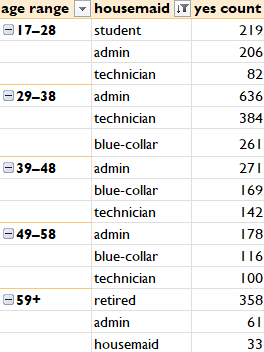 age range housemaid yes count
17–28 student 219
admin 206
technician 82
29–38 admin 636
technician 384
blue-collar 261
39–48 admin 271
blue-collar 169
technician 142
49–58 admin 178
blue-collar 116
technician 100
59+ retired 358
admin 61
housemaid 33